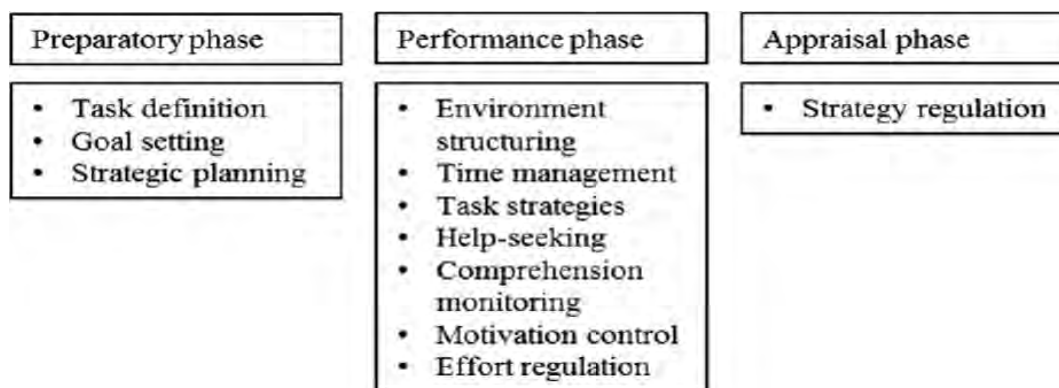 Preparatory phase
• Task definition
• Goal setting
• Strategic planning
Performance phase
• Environment
structuring
• Time management
• Task strategies
• Help-seeking
• Comprehension
monitoring
• Motivation control
• Effort regulation
Appraisal phase
• Strategy regulation